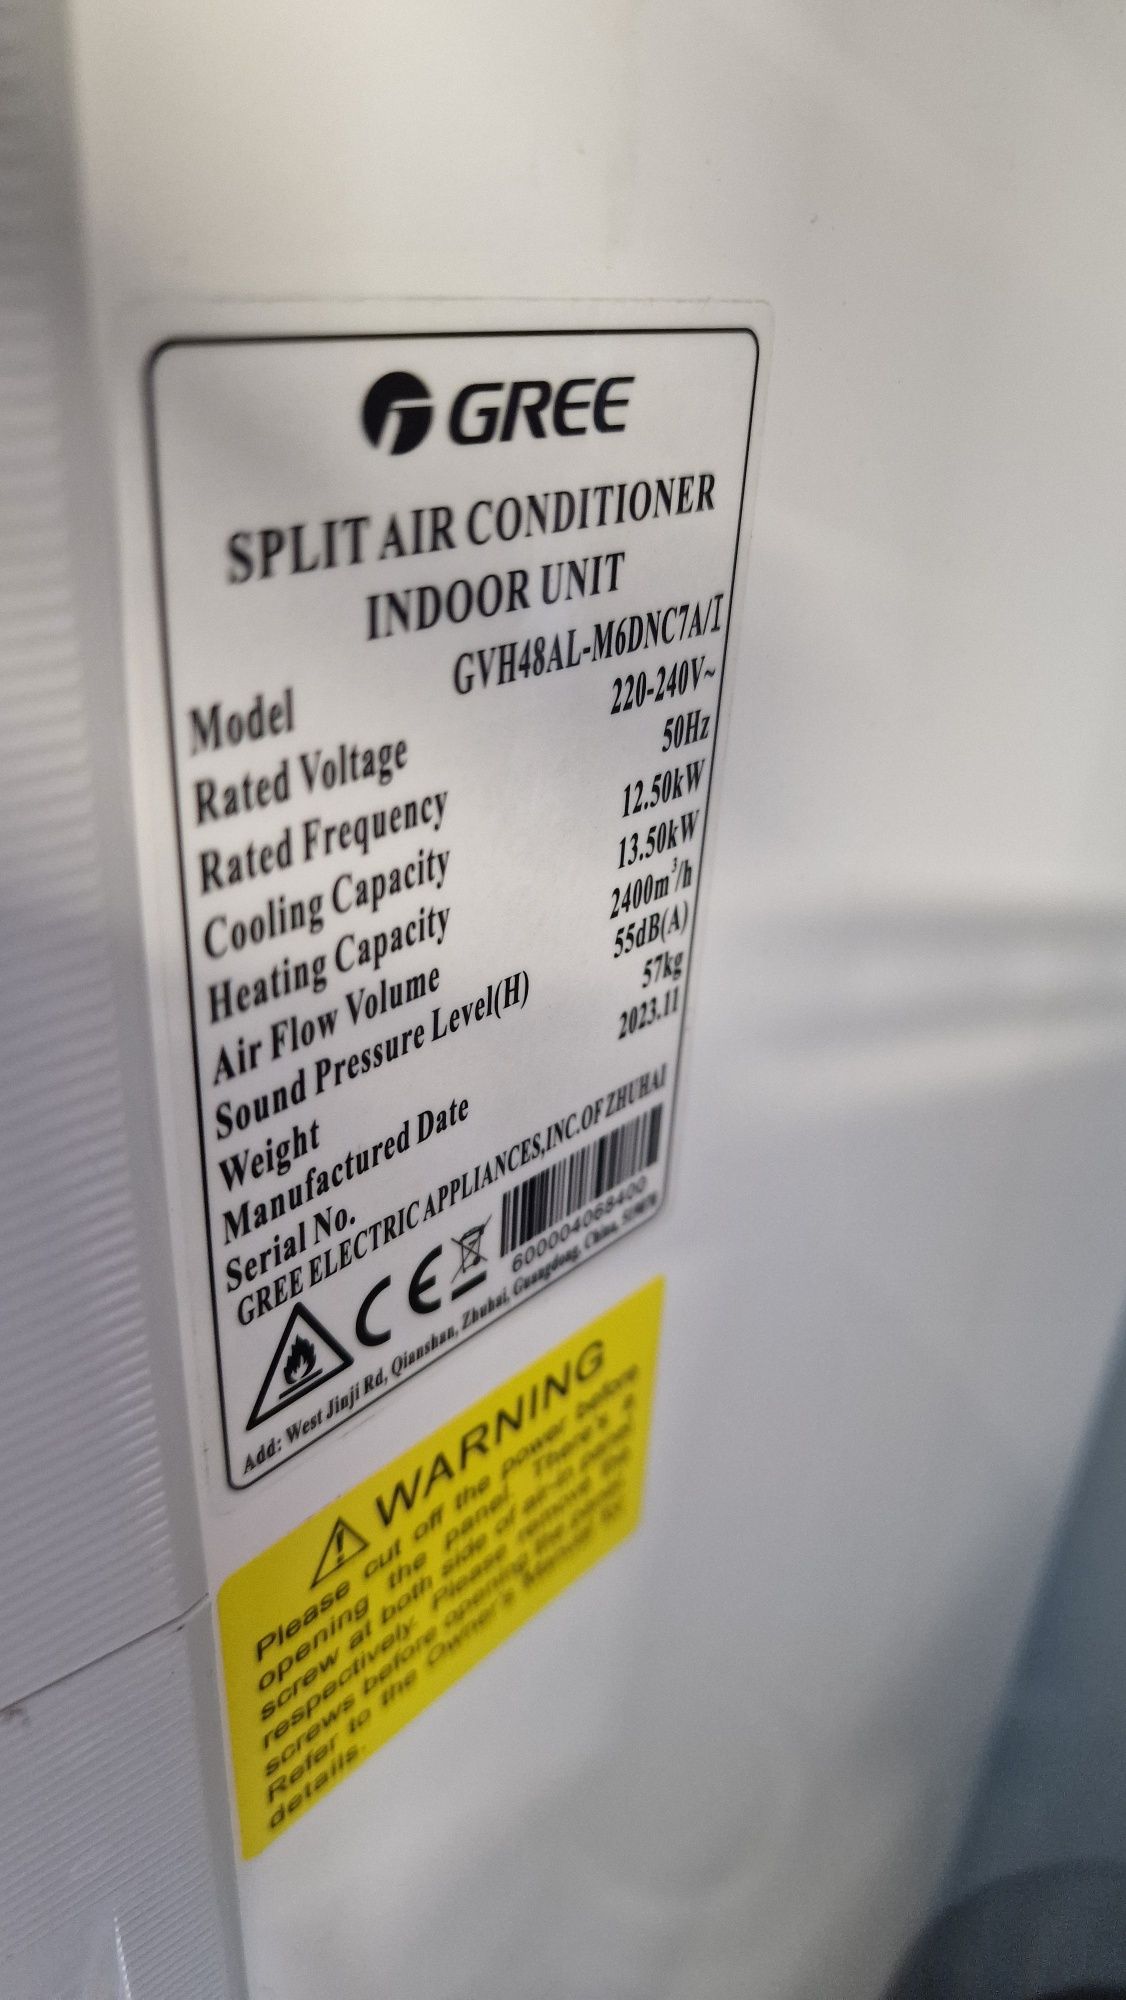 GREE
SPLIT AIR CONDITIONER
INDOOR UNIT
Model GVH48AL-M6DNC7A/I
Rated Voltage 220-240V~
Rated Frequency 50Hz
Cooling Capacity 12.50kW
Heating Capacity 13.50kW
Air Flow Volume 2400m³/h
Sound Pressure Level(H) 55dB(A)
Weight 57kg
Manufactured Date 2023.11
Serial No.
GREE ELECTRIC APPLIANCES,INC.OF ZHUHAI
CE
600004068400
Add: West Jinji Rd, Qianshan, Zhuhai, Guangdong, China, 519070
WARNING
Please cut off the power before
opening the panel. There's a
screw at both side of air-in panel
respectively. Please remove the
screws before opening the panel.
Refer to the Owner's Manual for
details.